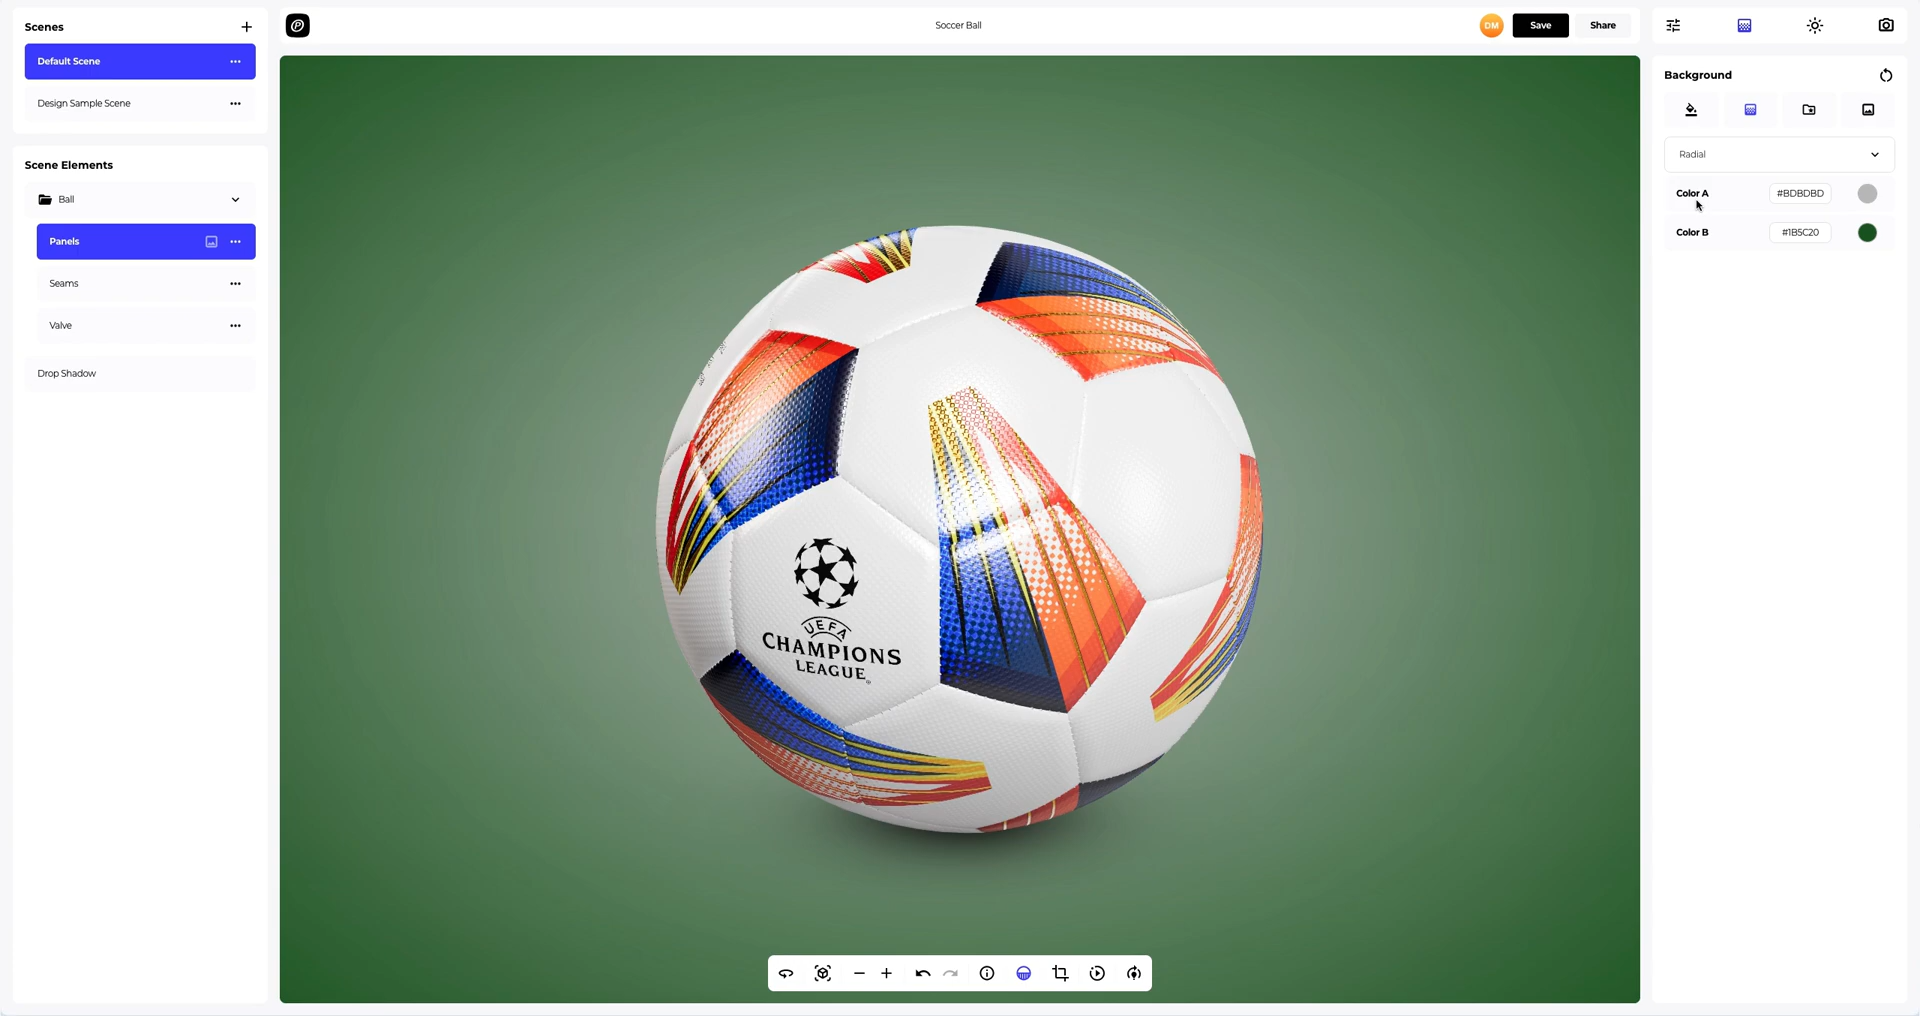 Scenes
Soccer Ball
DM
Save
Share
Default Scene
Design Sample Scene
Scene Elements
Ball
Panels
Seams
Valve
Drop Shadow
UEFA
CHAMPIONS
LEAGUE
®
Background
Radial
Color A
#BDBDBD
Color B
#1B5C20